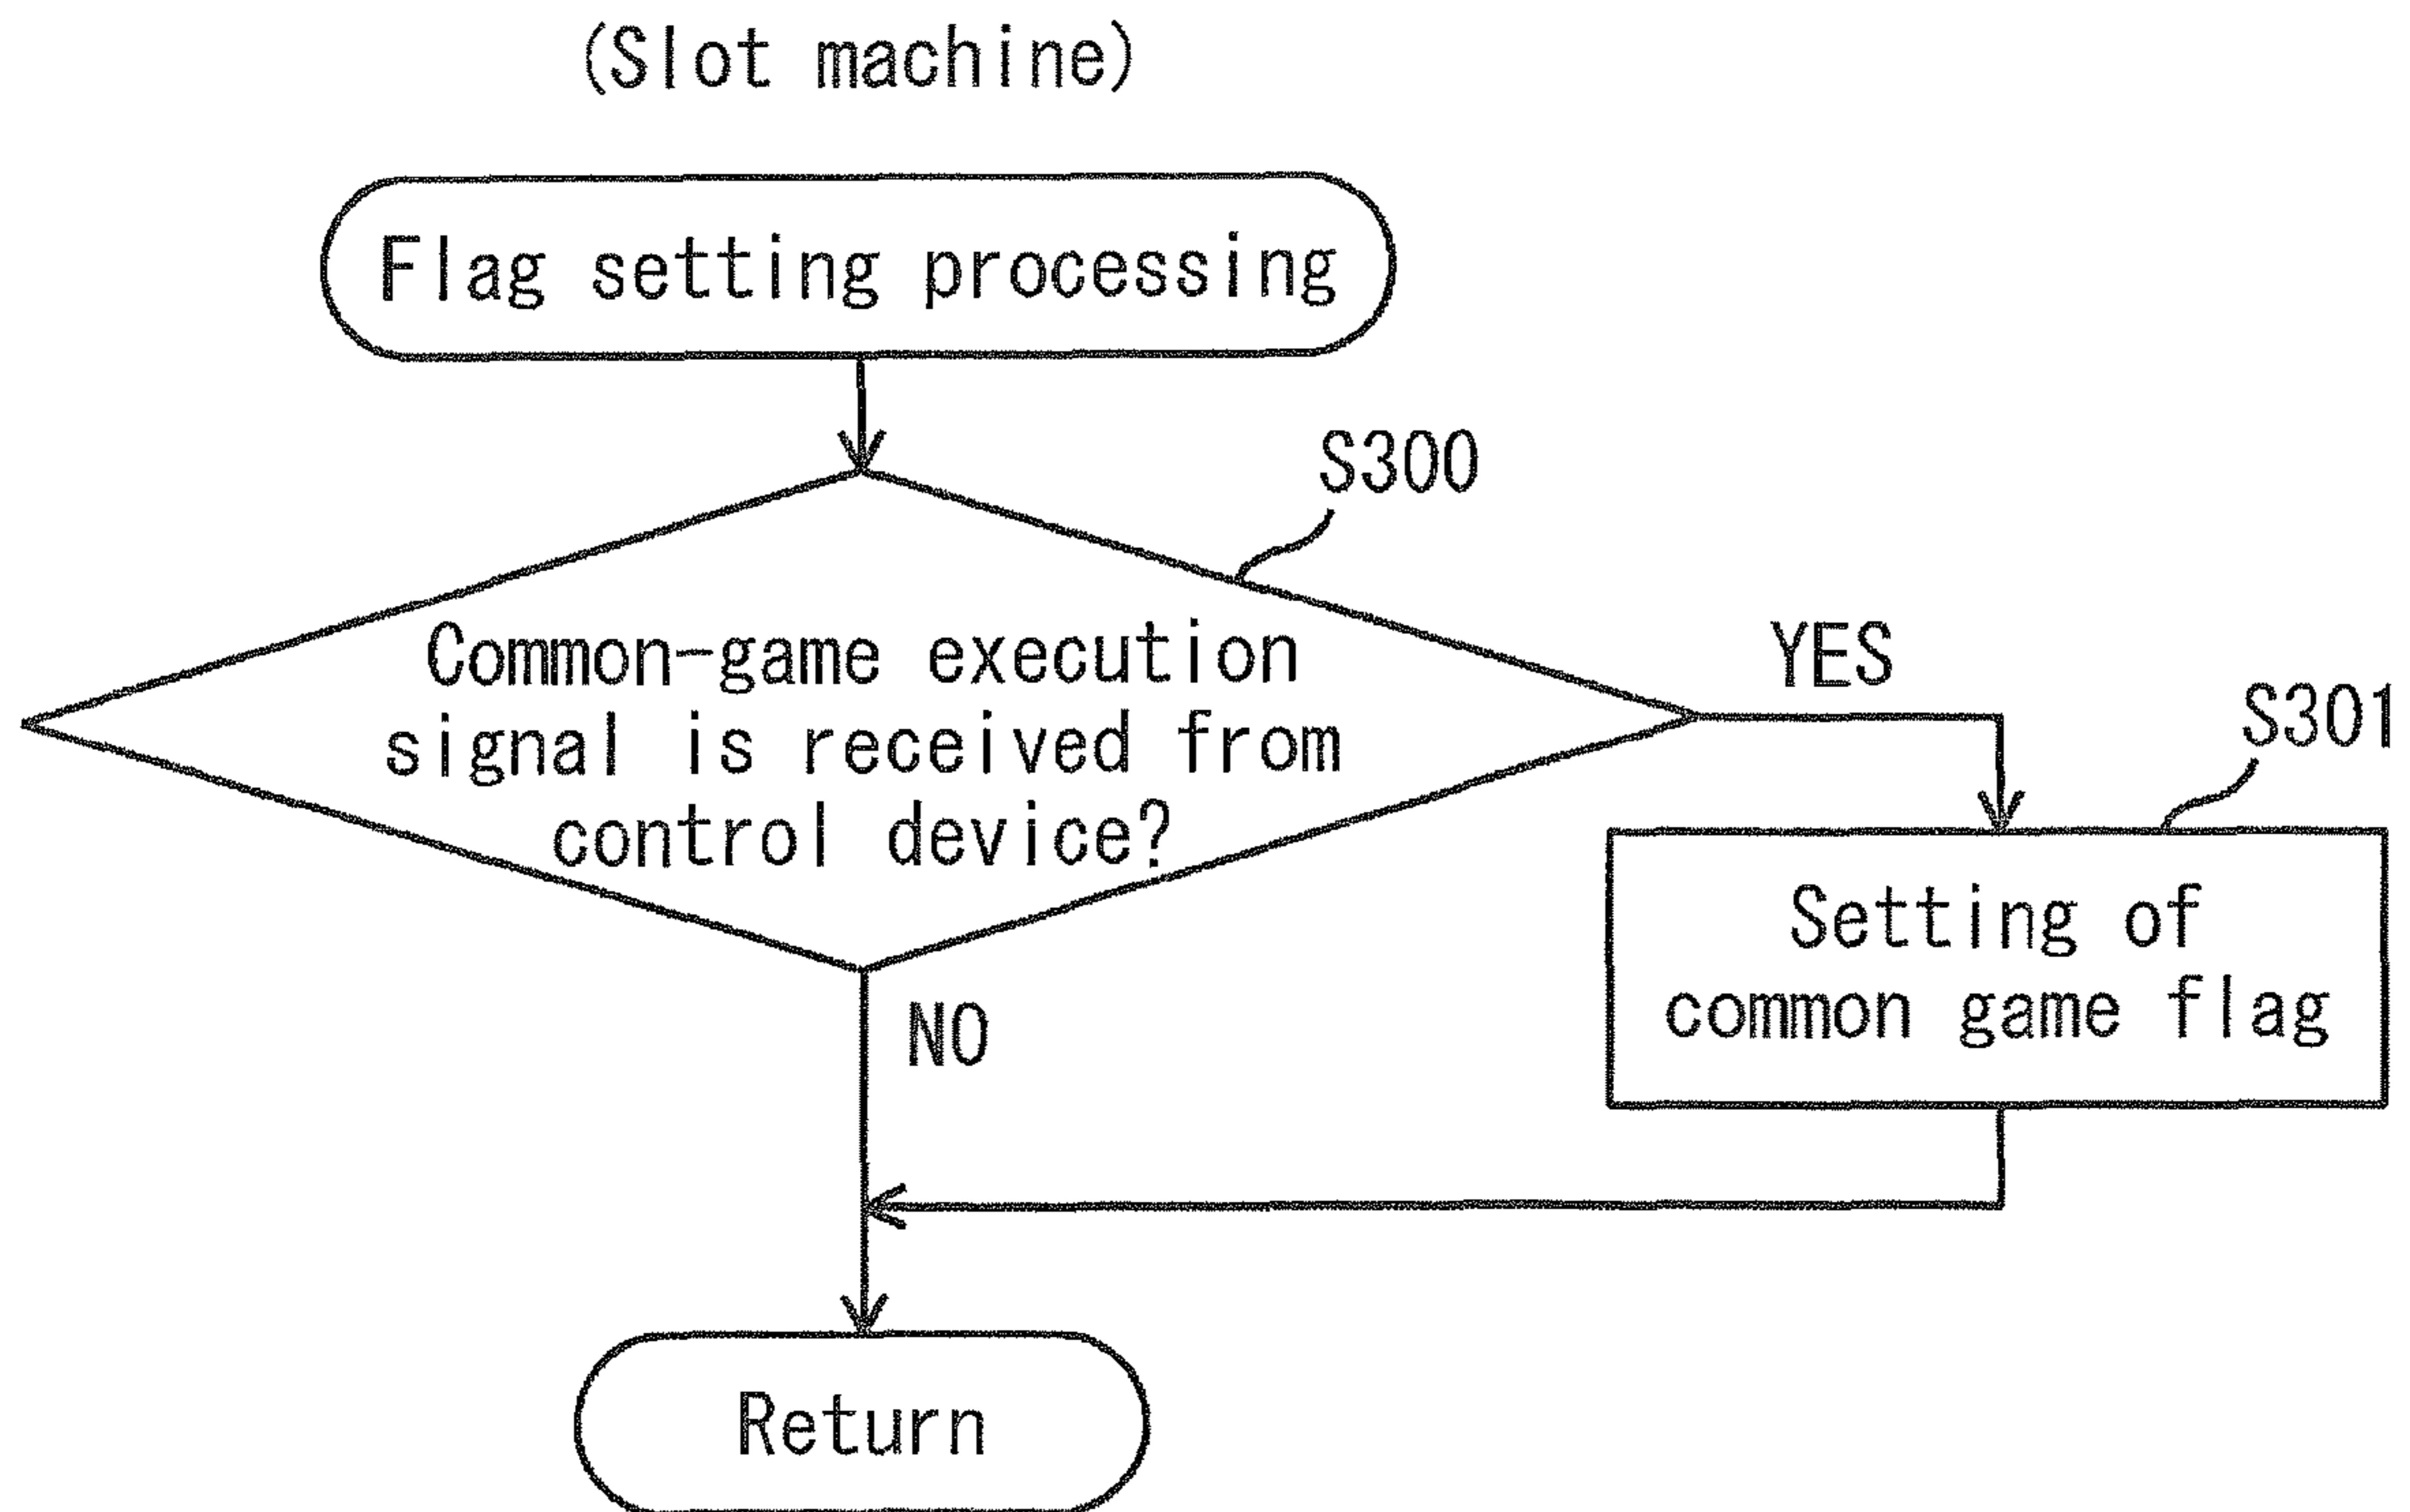 (Slot machine)
Flag setting processing
S300
Common-game execution
signal is received from
control device?
YES
S301
Setting of
common game flag
NO
Return